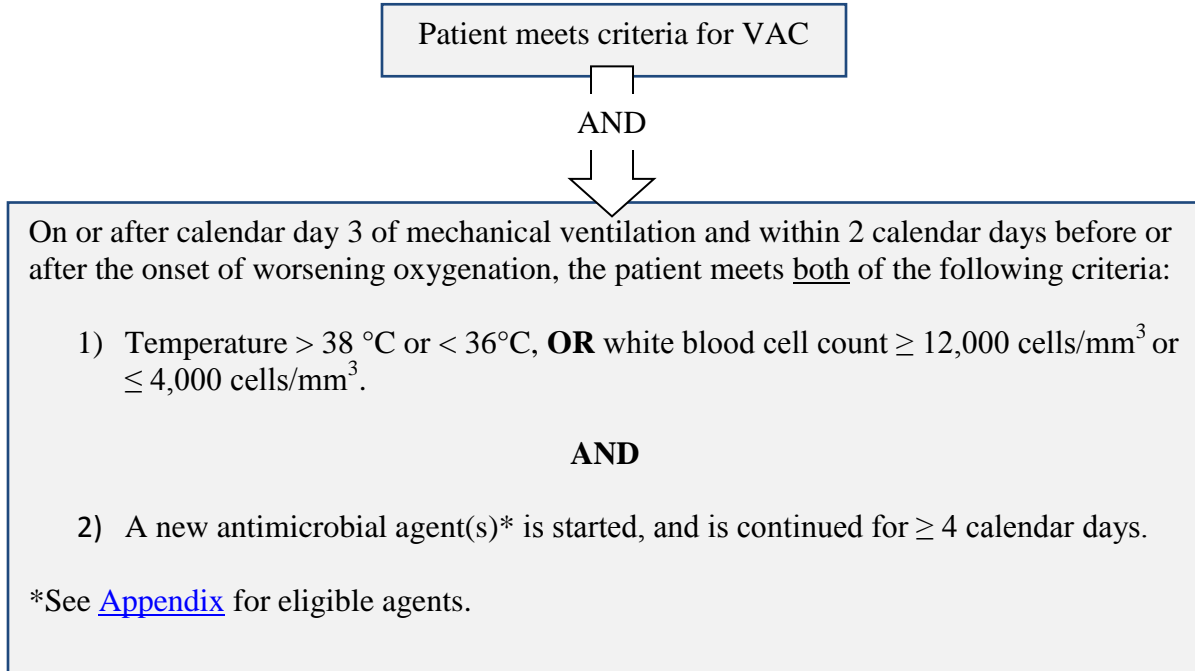 Patient meets criteria for VAC
AND
On or after calendar day 3 of mechanical ventilation and within 2 calendar days before or
after the onset of worsening oxygenation, the patient meets both of the following criteria:
1) Temperature > 38 °C or < 36°C, OR white blood cell count ≥ 12,000 cells/mm³ or
≤ 4,000 cells/mm³.
AND
2) A new antimicrobial agent(s)* is started, and is continued for ≥ 4 calendar days.
*See Appendix for eligible agents.